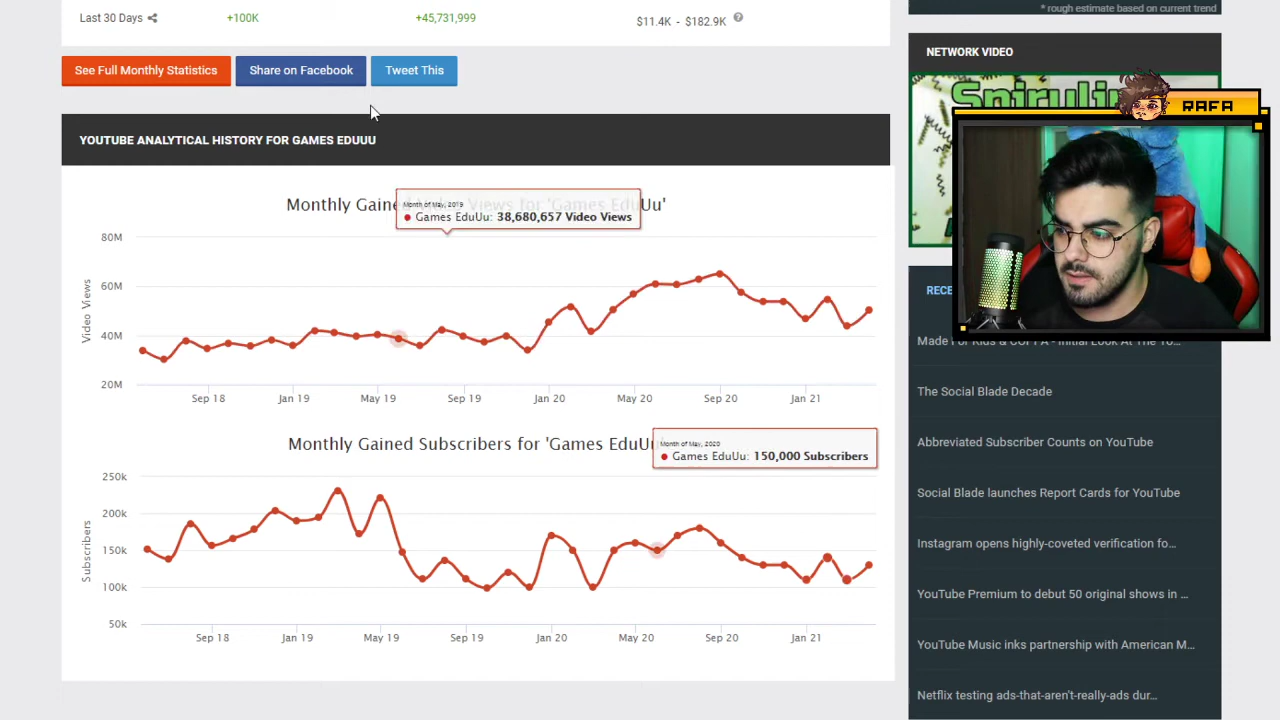 Last 30 Days +100K +45,731,999 $11.4K - $182.9K
* rough estimate based on current trend
See Full Monthly Statistics Share on Facebook Tweet This
YOUTUBE ANALYTICAL HISTORY FOR GAMES EDUUU
Monthly Gained Video Views for 'Games EduUu'
Month of May, 2019
Games EduUu: 38,680,657 Video Views
80M
60M
40M
20M
Video Views
Sep 18 Jan 19 May 19 Sep 19 Jan 20 May 20 Sep 20 Jan 21
Monthly Gained Subscribers for 'Games EduUu'
Month of May, 2020
Games EduUu: 150,000 Subscribers
250k
200k
150k
100k
50k
Subscribers
Sep 18 Jan 19 May 19 Sep 19 Jan 20 May 20 Sep 20 Jan 21
NETWORK VIDEO
RAFA
The Social Blade Decade
Abbreviated Subscriber Counts on YouTube
Social Blade launches Report Cards for YouTube
Instagram opens highly-coveted verification fo...
YouTube Premium to debut 50 original shows in ...
YouTube Music inks partnership with American M...
Netflix testing ads-that-aren't-really-ads dur...